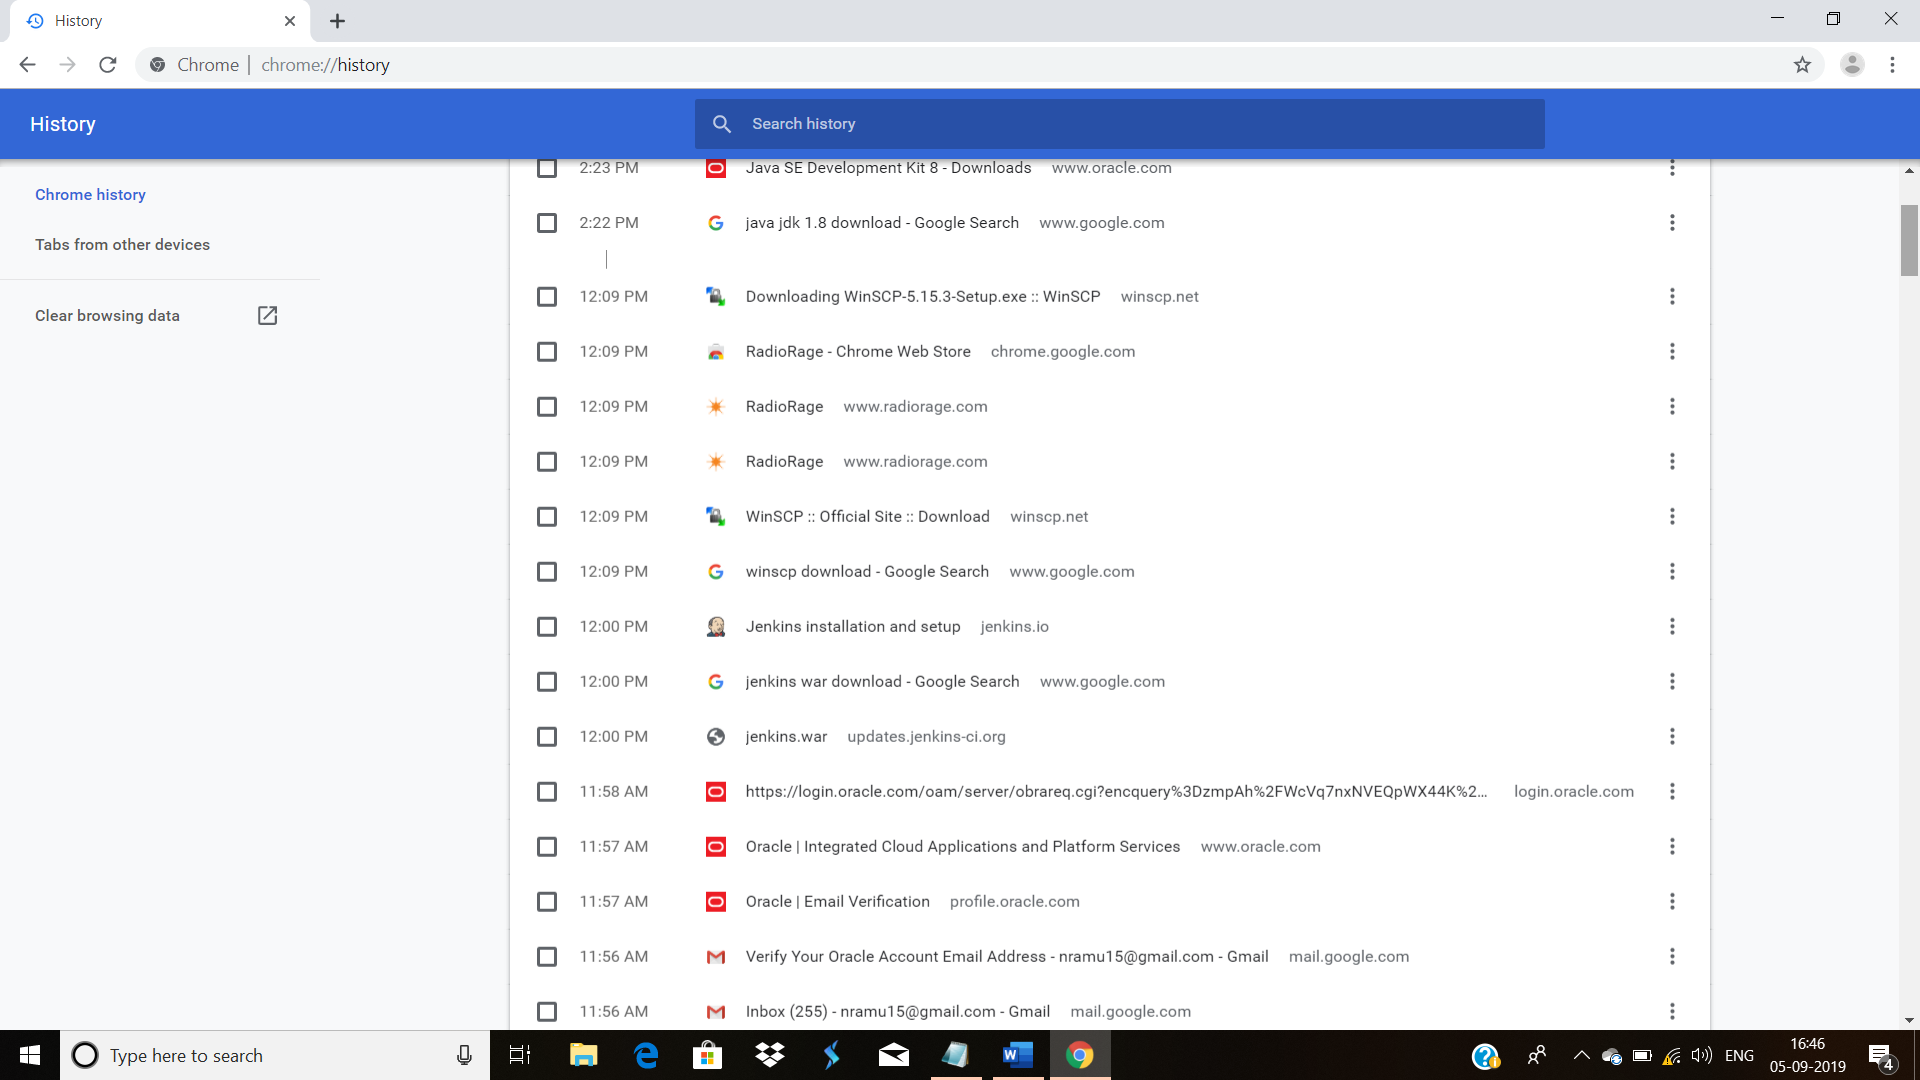 History
Chrome | chrome://history
History
Search history
Chrome history
Tabs from other devices
Clear browsing data
2:23 PM Java SE Development Kit 8 - Downloads www.oracle.com
2:22 PM java jdk 1.8 download - Google Search www.google.com
12:09 PM Downloading WinSCP-5.15.3-Setup.exe :: WinSCP winscp.net
12:09 PM RadioRage - Chrome Web Store chrome.google.com
12:09 PM RadioRage www.radiorage.com
12:09 PM RadioRage www.radiorage.com
12:09 PM WinSCP :: Official Site :: Download winscp.net
12:09 PM winscp download - Google Search www.google.com
12:00 PM Jenkins installation and setup jenkins.io
12:00 PM jenkins war download - Google Search www.google.com
12:00 PM jenkins.war updates.jenkins-ci.org
11:58 AM https://login.oracle.com/oam/server/obrareq.cgi?encquery%3DzmpAh%2FWcVq7nxNVEQpWX44K%2... login.oracle.com
11:57 AM Oracle | Integrated Cloud Applications and Platform Services www.oracle.com
11:57 AM Oracle | Email Verification profile.oracle.com
11:56 AM Verify Your Oracle Account Email Address - nramu15@gmail.com - Gmail mail.google.com
11:56 AM Inbox (255) - nramu15@gmail.com - Gmail mail.google.com
Type here to search
ENG
16:46
05-09-2019
4